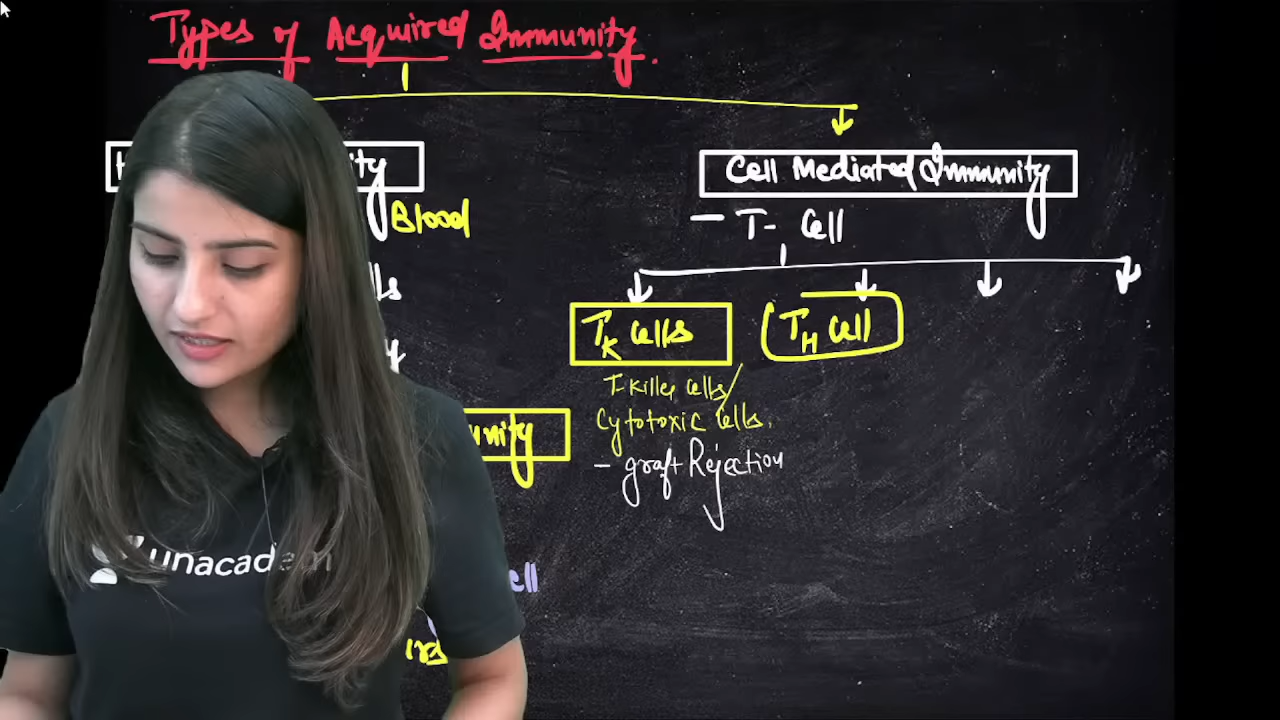 Types of Acquired Immunity.
Blood
Cell Mediated Immunity
– T- Cell
TK Cells
TH Cell
T-Killer Cells/
Cytotoxic Cells.
– graft Rejection
unacadem